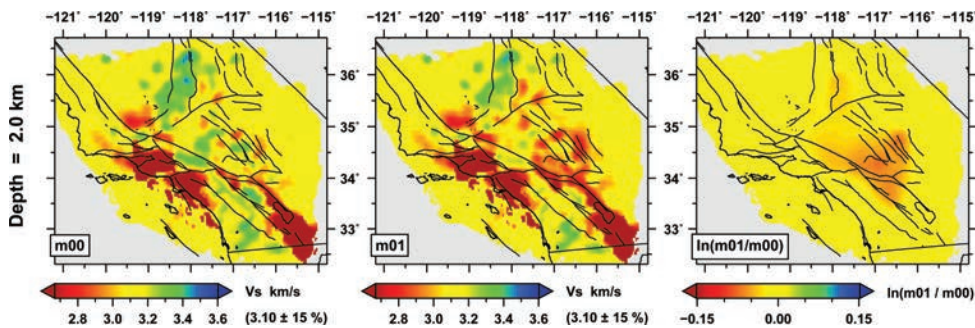 −121° −120° −119° −118° −117° −116° −115° −121° −120° −119° −118° −117° −116° −115° −121° −120° −119° −118° −117° −116° −115°
Depth = 2.0 km
36° 36° 36°
35° 35° 35°
34° 34° 34°
33° 33° 33°
m00 m01 ln(m01/m00)
Vs km/s Vs km/s ln(m01 / m00)
2.8 3.0 3.2 3.4 3.6 (3.10 ± 15 %) 2.8 3.0 3.2 3.4 3.6 (3.10 ± 15 %) −0.15 0.00 0.15